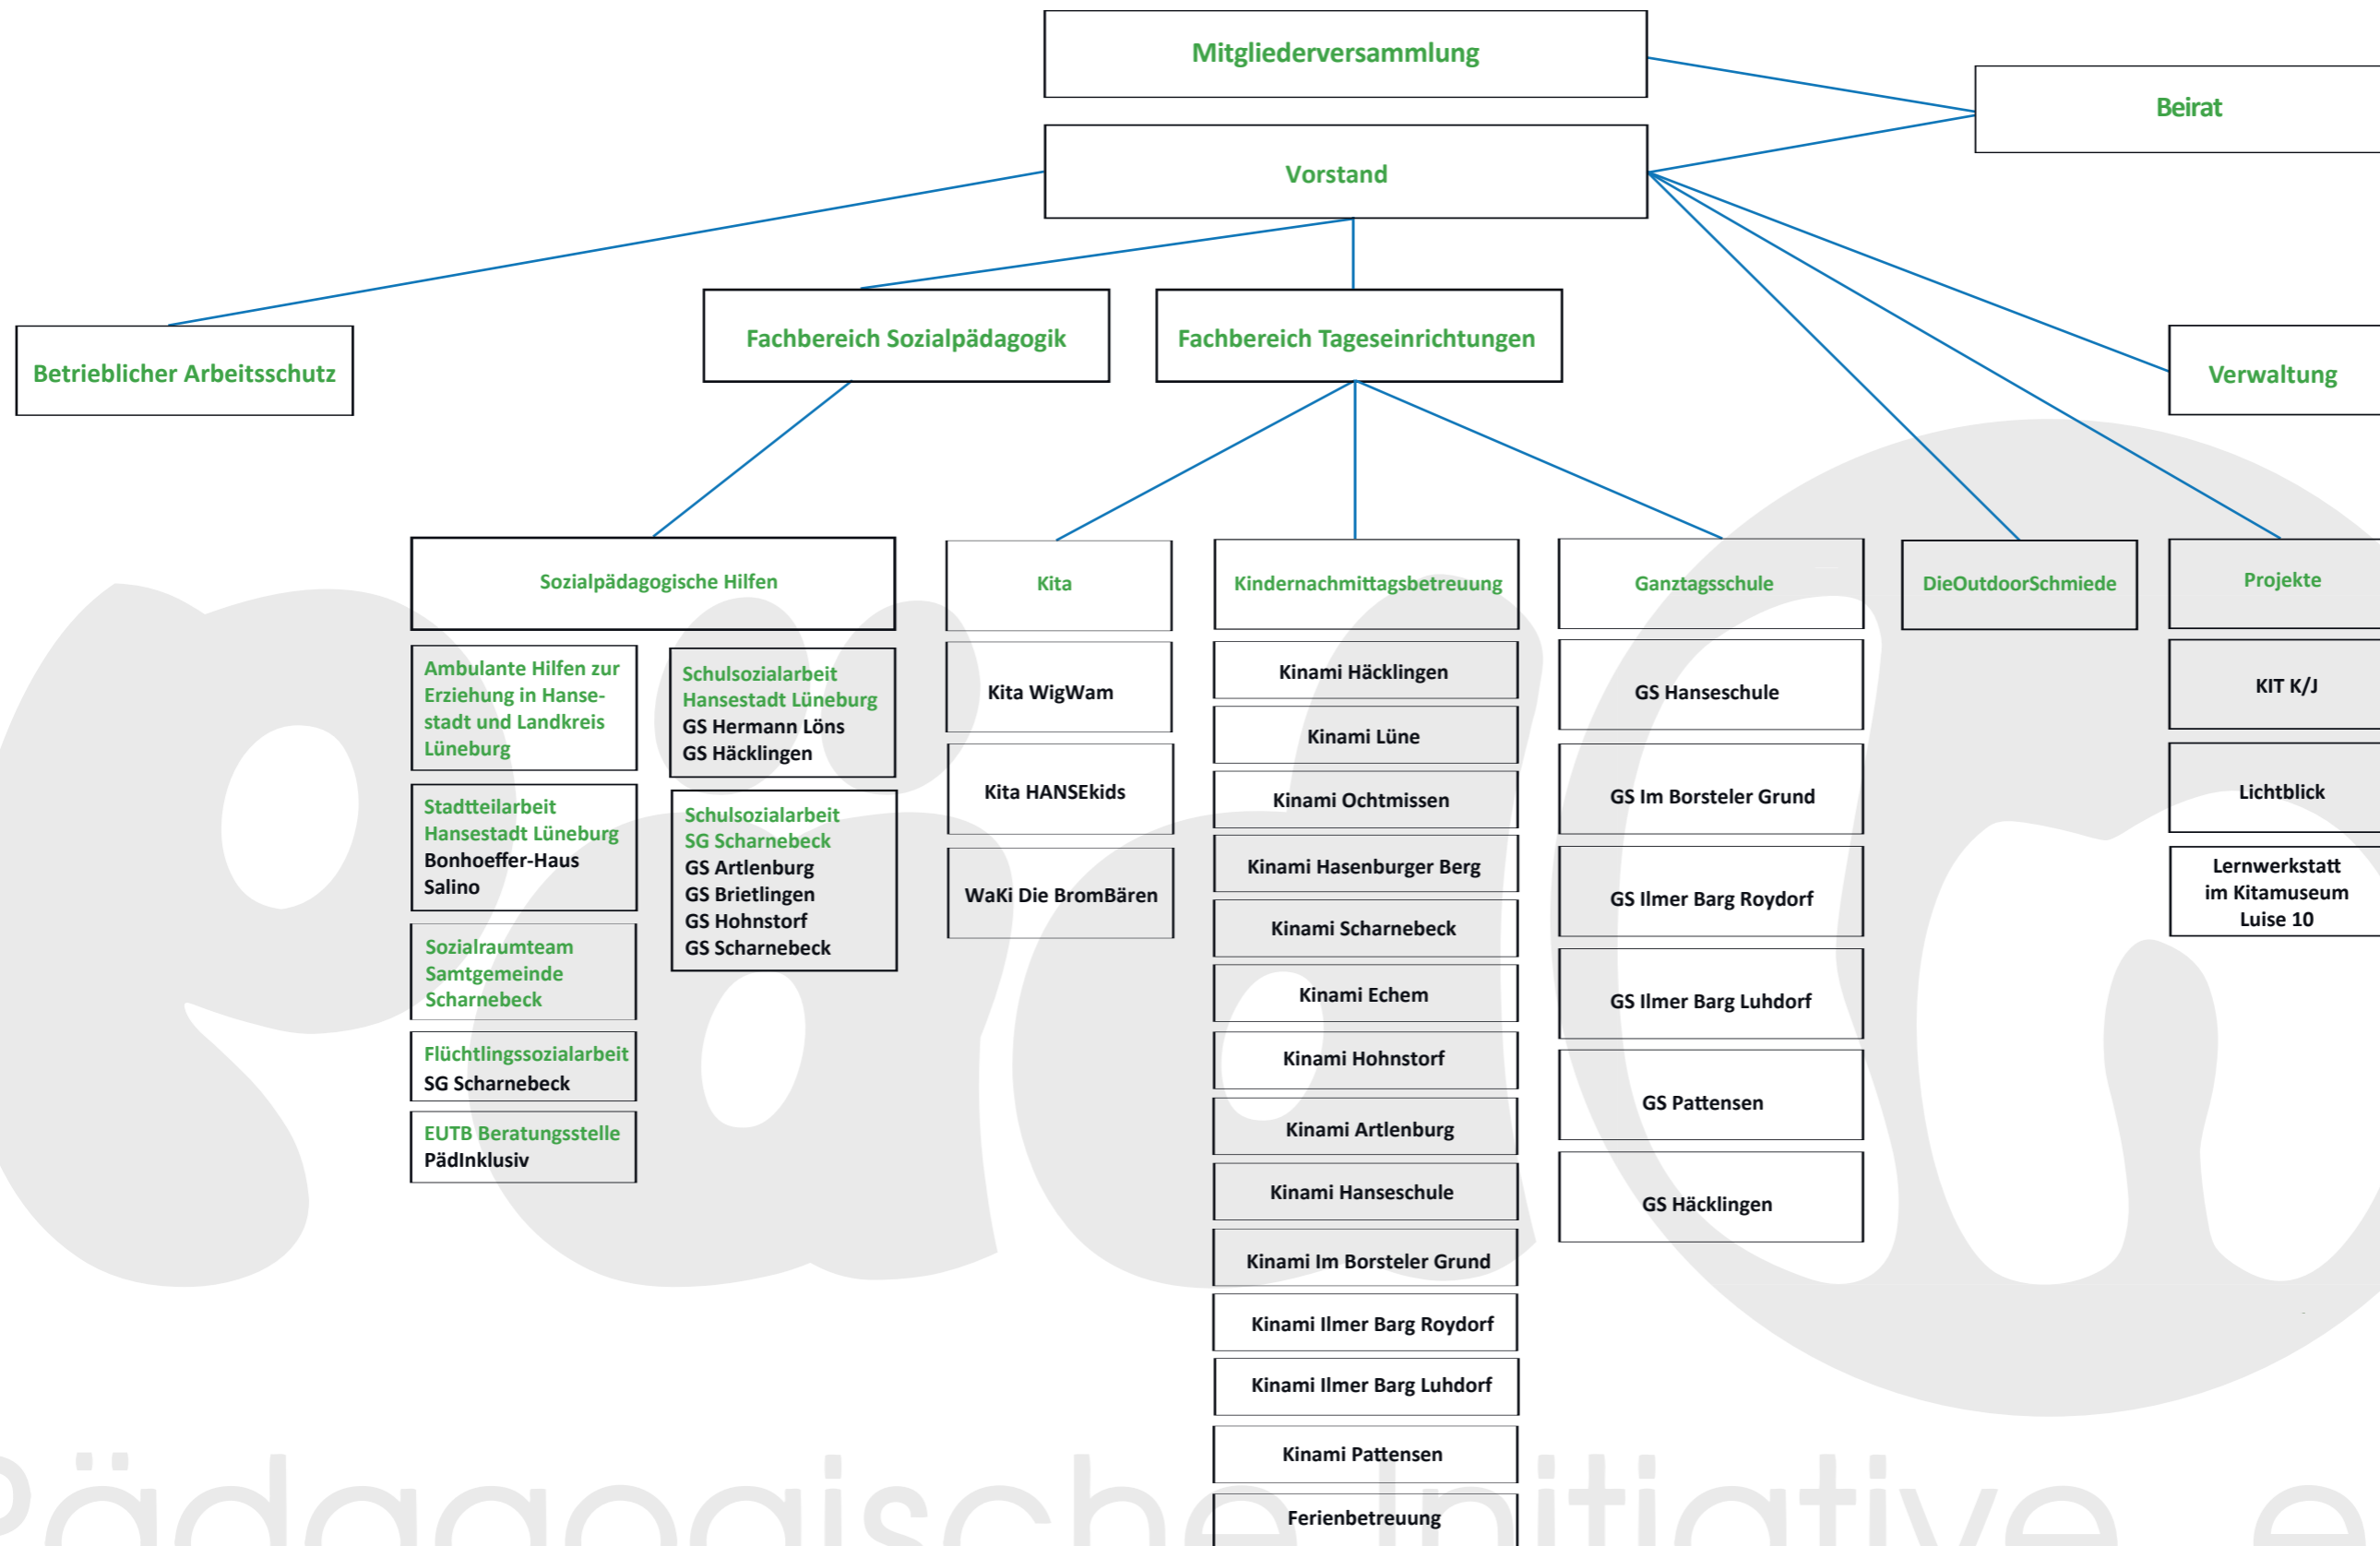 Mitgliederversammlung
Beirat
Vorstand
Betrieblicher Arbeitsschutz
Fachbereich Sozialpädagogik
Fachbereich Tageseinrichtungen
Verwaltung
Sozialpädagogische Hilfen
Ambulante Hilfen zur
Erziehung in Hanse-
stadt und Landkreis
Lüneburg
Stadtteilarbeit
Hansestadt Lüneburg
Bonhoeffer-Haus
Salino
Sozialraumteam
Samtgemeinde
Scharnebeck
Flüchtlingssozialarbeit
SG Scharnebeck
EUTB Beratungsstelle
PädInklusiv
Schulsozialarbeit
Hansestadt Lüneburg
GS Hermann Löns
GS Häcklingen
Schulsozialarbeit
SG Scharnebeck
GS Artlenburg
GS Brietlingen
GS Hohnstorf
GS Scharnebeck
Kita
Kita WigWam
Kita HANSEkids
WaKi Die BromBären
Kindernachmittagsbetreuung
Kinami Häcklingen
Kinami Lüne
Kinami Ochtmissen
Kinami Hasenburger Berg
Kinami Scharnebeck
Kinami Echem
Kinami Hohnstorf
Kinami Artlenburg
Kinami Hanseschule
Kinami Im Borsteler Grund
Kinami Ilmer Barg Roydorf
Kinami Ilmer Barg Luhdorf
Kinami Pattensen
Ferienbetreuung
Ganztagsschule
GS Hanseschule
GS Im Borsteler Grund
GS Ilmer Barg Roydorf
GS Ilmer Barg Luhdorf
GS Pattensen
GS Häcklingen
DieOutdoorSchmiede
Projekte
KIT K/J
Lichtblick
Lernwerkstatt
im Kitamuseum
Luise 10
Pädagogische Initiative e